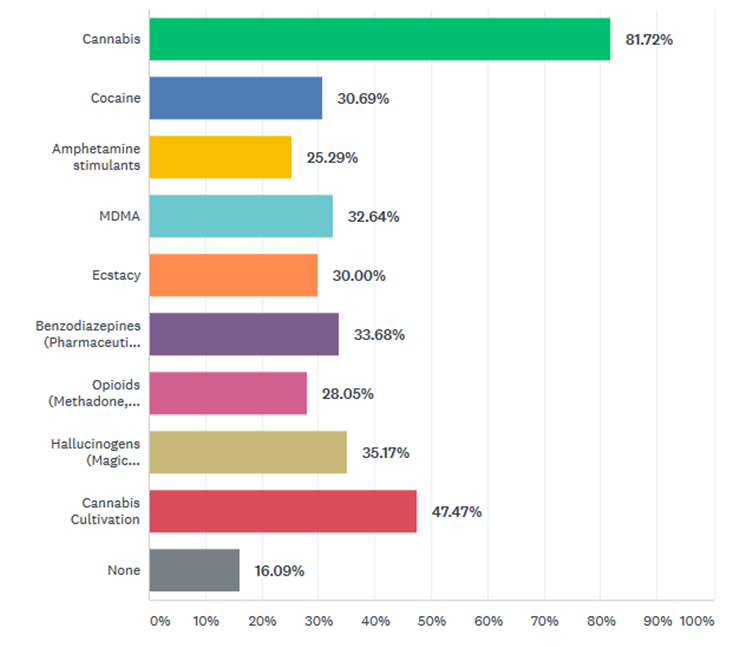 Cannabis
81.72%
Cocaine
30.69%
Amphetamine
stimulants
25.29%
MDMA
32.64%
Ecstacy
30.00%
Benzodiazepines
(Pharmaceuti...
33.68%
Opioids
(Methadone,...
28.05%
Hallucinogens
(Magic...
35.17%
Cannabis
Cultivation
47.47%
None
16.09%
0% 10% 20% 30% 40% 50% 60% 70% 80% 90% 100%